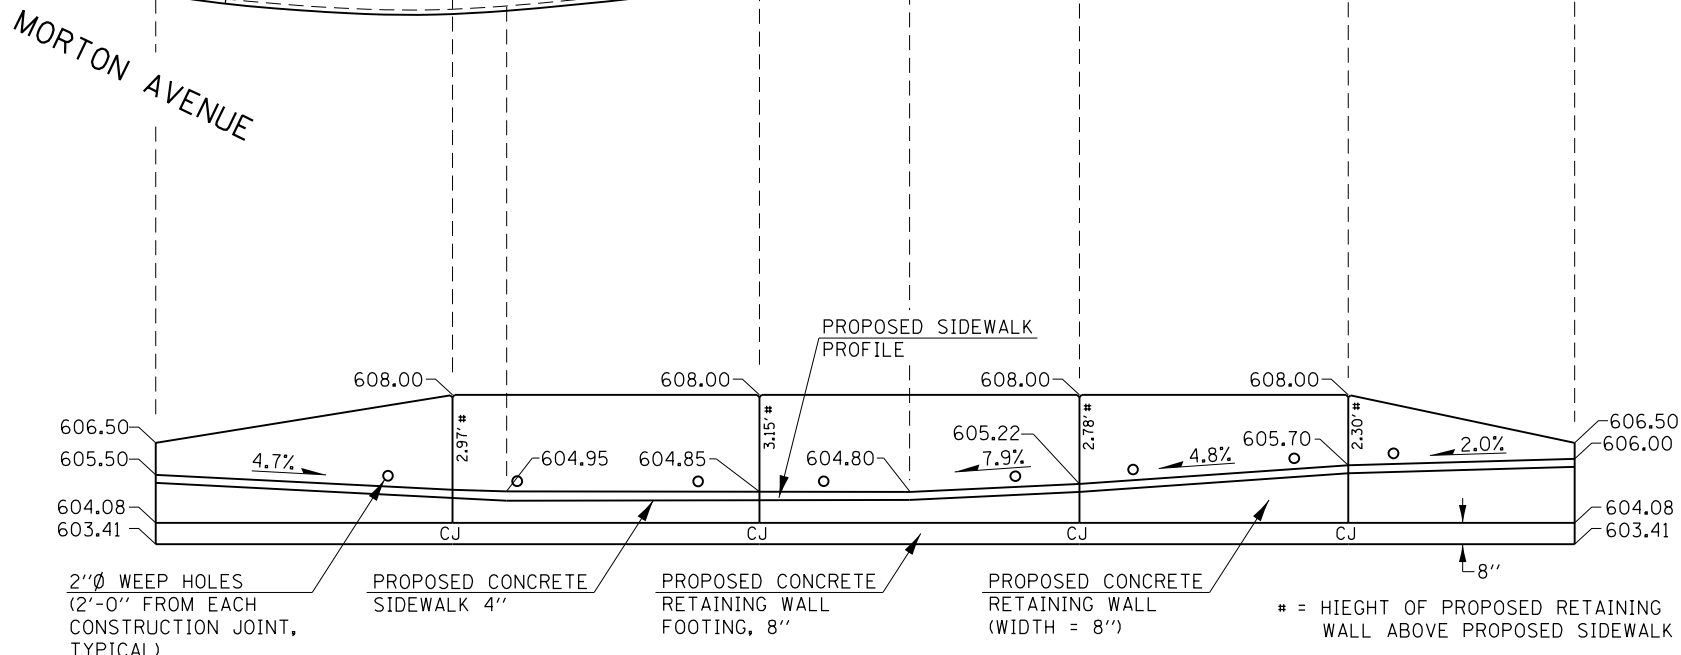 MORTON AVENUE
PROPOSED SIDEWALK
PROFILE
608.00
608.00
608.00
608.00
606.50
605.50
604.08
603.41
4.7%
2.97' #
604.95
604.85
3.15' #
604.80
7.9%
605.22
2.78' #
4.8%
605.70
2.30' #
2.0%
606.50
606.00
604.08
603.41
CJ
CJ
CJ
CJ
8''
2''Ø WEEP HOLES
(2'-0'' FROM EACH
CONSTRUCTION JOINT,
TYPICAL)
PROPOSED CONCRETE
SIDEWALK 4''
PROPOSED CONCRETE
RETAINING WALL
FOOTING, 8''
PROPOSED CONCRETE
RETAINING WALL
(WIDTH = 8'')
# = HIEGHT OF PROPOSED RETAINING
WALL ABOVE PROPOSED SIDEWALK